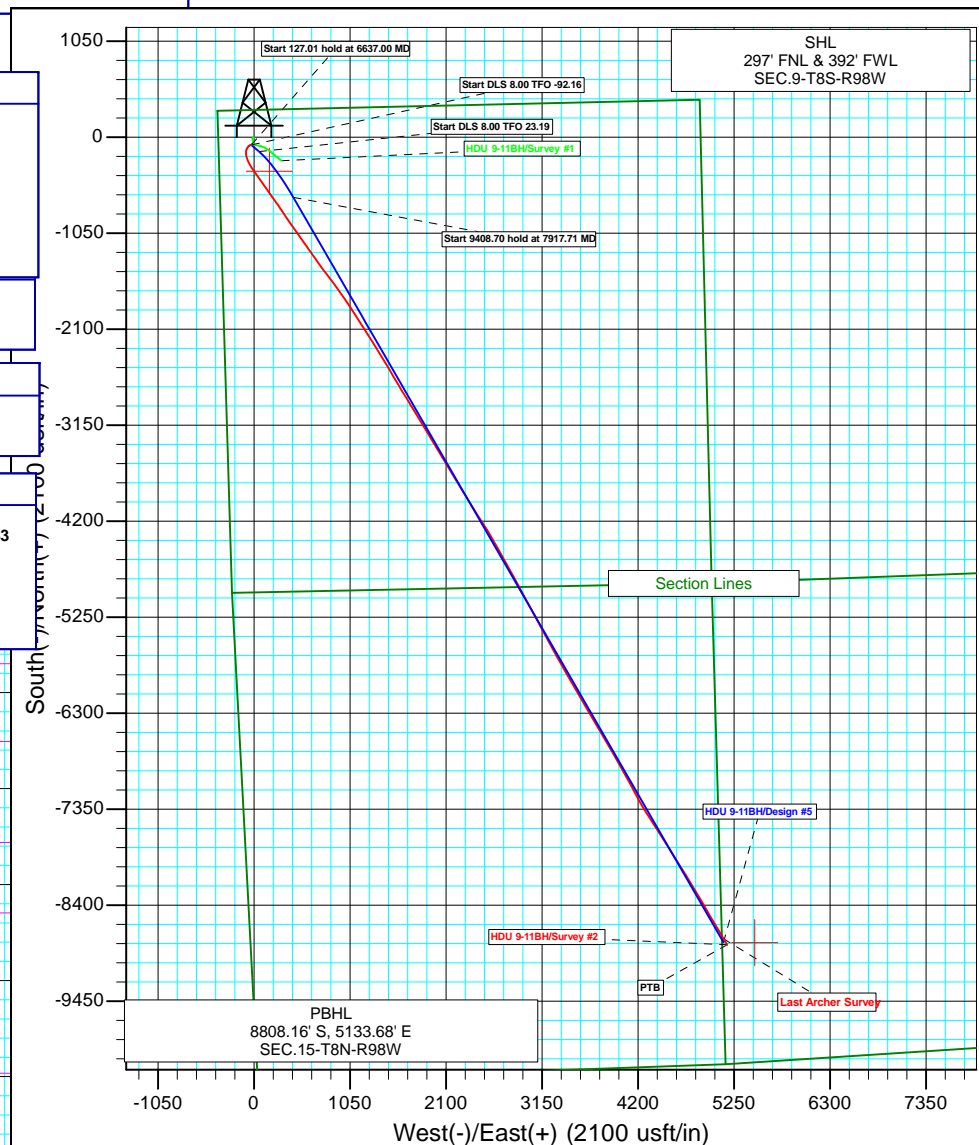 SHL
297' FNL & 392' FWL
SEC.9-T8S-R98W
Start 127.01 hold at 6637.00 MD
Start DLS 8.00 TFO -92.16
Start DLS 8.00 TFO 23.19
HDU 9-11BH/Survey #1
Start 9408.70 hold at 7917.71 MD
Section Lines
HDU 9-11BH/Design #5
HDU 9-11BH/Survey #2
PTB
Last Archer Survey
PBHL
8808.16' S, 5133.68' E
SEC.15-T8N-R98W
1050
0
-1050
-2100
-3150
-4200
-5250
-6300
-7350
-8400
-9450
3
South(-)/North(+) (2100 usft/in)
-1050 0 1050 2100 3150 4200 5250 6300 7350
West(-)/East(+) (2100 usft/in)